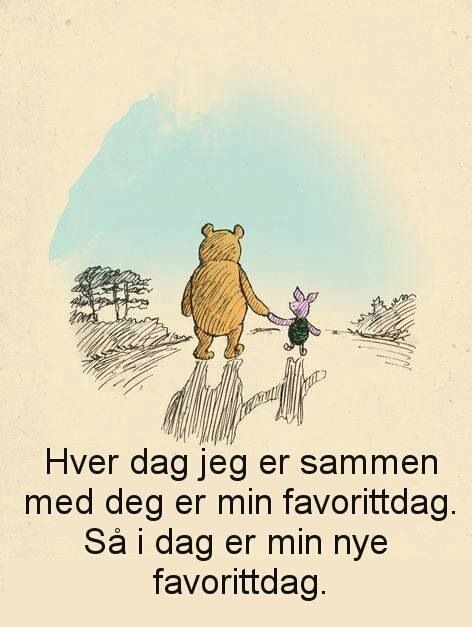 Hver dag jeg er sammen
med deg er min favorittdag.
Så i dag er min nye
favorittdag.